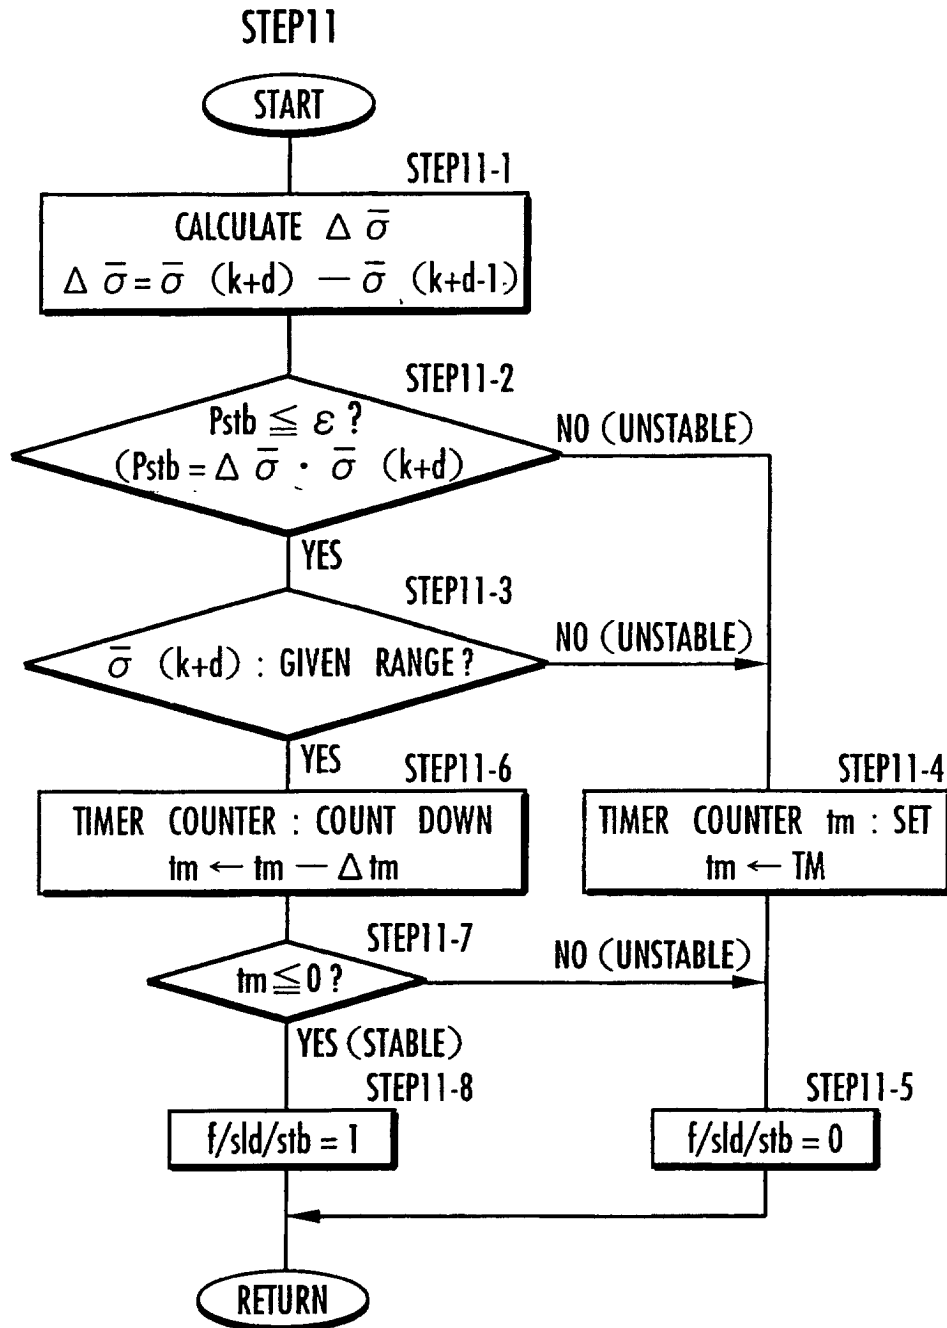 STEP11
START
STEP11-1
CALCULATE Δ σ̄
Δ σ̄ = σ̄ (k+d) — σ̄ (k+d-1)
STEP11-2
Pstb ≦ ε ?
(Pstb = Δ σ̄ · σ̄ (k+d)
NO (UNSTABLE)
YES
STEP11-3
σ̄ (k+d) : GIVEN RANGE ?
NO (UNSTABLE)
YES
STEP11-6
TIMER COUNTER : COUNT DOWN
tm ← tm — Δ tm
STEP11-4
TIMER COUNTER tm : SET
tm ← TM
STEP11-7
tm ≦ 0 ?
NO (UNSTABLE)
YES (STABLE)
STEP11-8
f/sld/stb = 1
STEP11-5
f/sld/stb = 0
RETURN